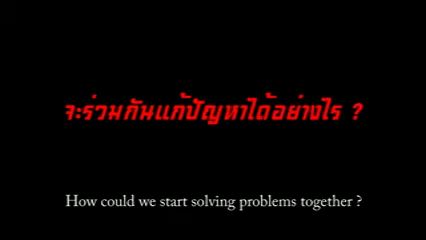 จะร่วมกันแก้ปัญหาได้อย่างไร ?
How could we start solving problems together ?